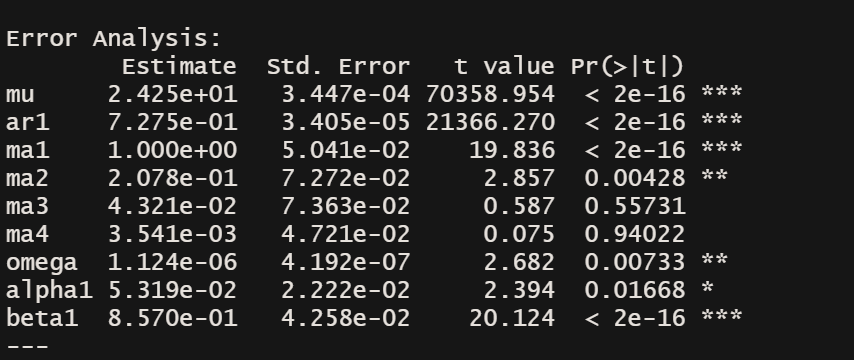 Error Analysis:
        Estimate  Std. Error   t value Pr(>|t|)
mu     2.425e+01   3.447e-04 70358.954  < 2e-16 ***
ar1    7.275e-01   3.405e-05 21366.270  < 2e-16 ***
ma1    1.000e+00   5.041e-02    19.836  < 2e-16 ***
ma2    2.078e-01   7.272e-02     2.857  0.00428 **
ma3    4.321e-02   7.363e-02     0.587  0.55731
ma4    3.541e-03   4.721e-02     0.075  0.94022
omega  1.124e-06   4.192e-07     2.682  0.00733 **
alpha1 5.319e-02   2.222e-02     2.394  0.01668 *
beta1  8.570e-01   4.258e-02    20.124  < 2e-16 ***
---